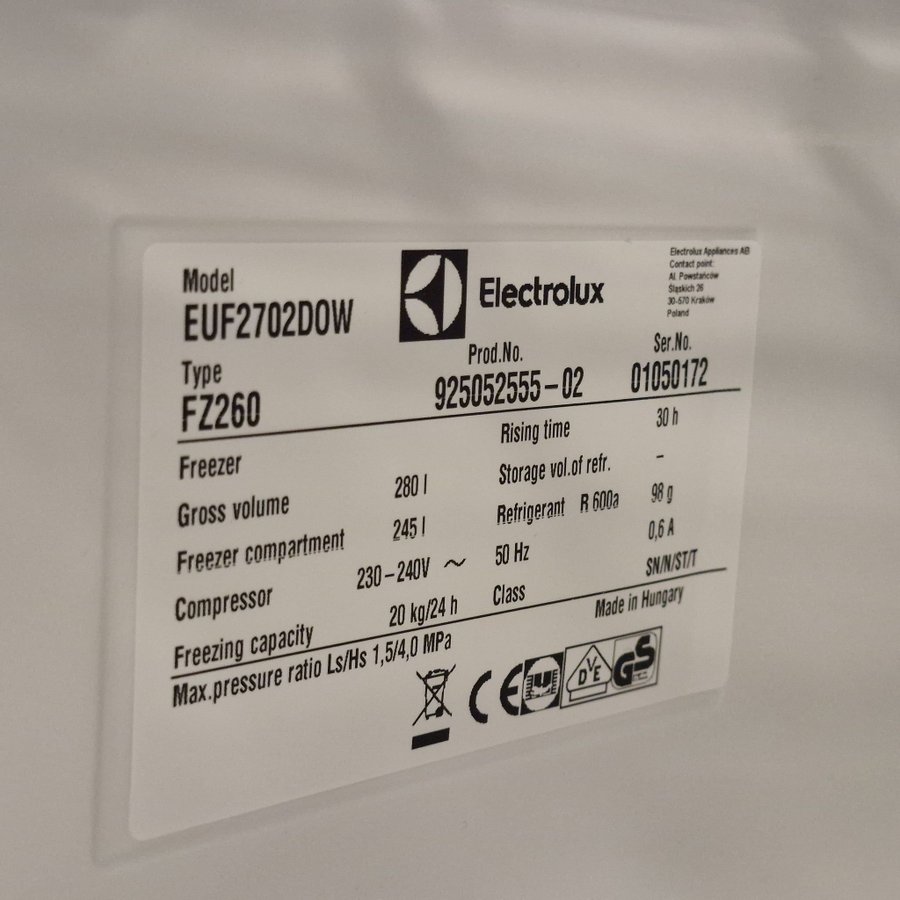 Model
EUF2702DOW
Type
FZ260
Electrolux
Electrolux Appliances AB
Contact point:
Al. Powstańców
Śląskich 26
30-570 Kraków
Poland
Prod.No.
925052555-02
Ser.No.
01050172
Freezer
Rising time 30 h
Gross volume 280 l
Storage vol.of refr. –
Freezer compartment 245 l
Refrigerant R 600a 98 g
Compressor 230-240V ~ 50 Hz 0,6 A
Freezing capacity 20 kg/24 h
Class SN/N/ST/T
Max.pressure ratio Ls/Hs 1,5/4,0 MPa
Made in Hungary
CE
DVE
GS